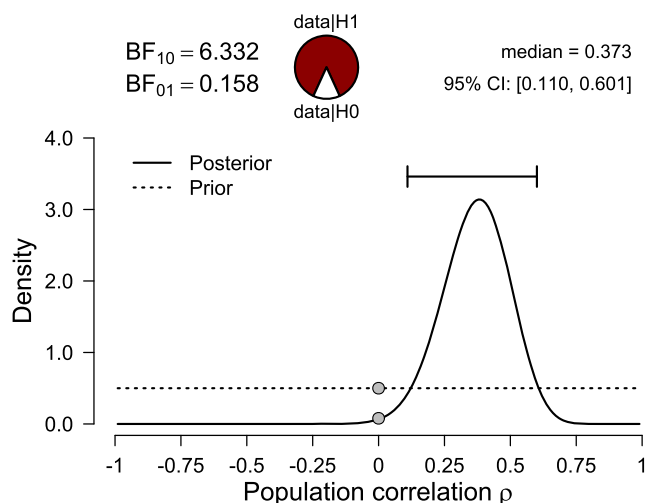 data|H1
BF₁₀ = 6.332
median = 0.373
BF₀₁ = 0.158
95% CI: [0.110, 0.601]
data|H0
Posterior
Prior
Density
4.0
3.0
2.0
1.0
0.0
-1 -0.75 -0.5 -0.25 0 0.25 0.5 0.75 1
Population correlation ρ